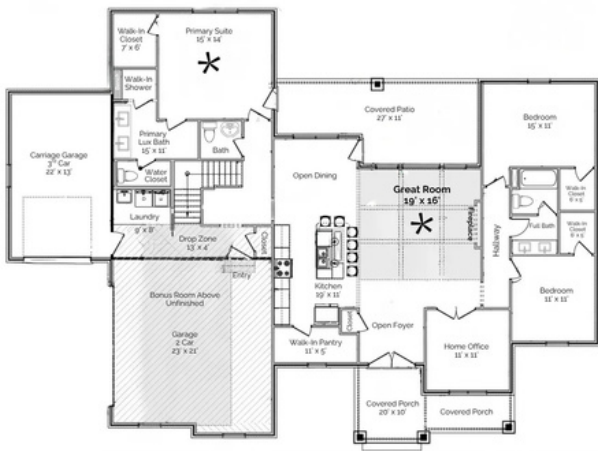 Walk-In
Closet
7' x 6'
Primary Suite
15' x 14'
Walk-In
Shower
Covered Patio
27' x 11'
Bedroom
15' x 11'
Carriage Garage
3rd Car
22' x 13'
Primary
Lux Bath
15' x 11'
Bath
Water
Closet
Open Dining
Great Room
19' x 16'
Fireplace
Walk-In
Closet
Walk-In
Closet
Full Bath
Hallway
Laundry
9' x 8'
Drop Zone
13' x 4'
Closet
Entry
Kitchen
19' x 11'
Bedroom
11' x 11'
Bonus Room Above
Unfinished
Garage
2 Car
23' x 21'
Closet
Open Foyer
Walk-In Pantry
11' x 5'
Home Office
11' x 11'
Covered Porch
20' x 10'
Covered Porch